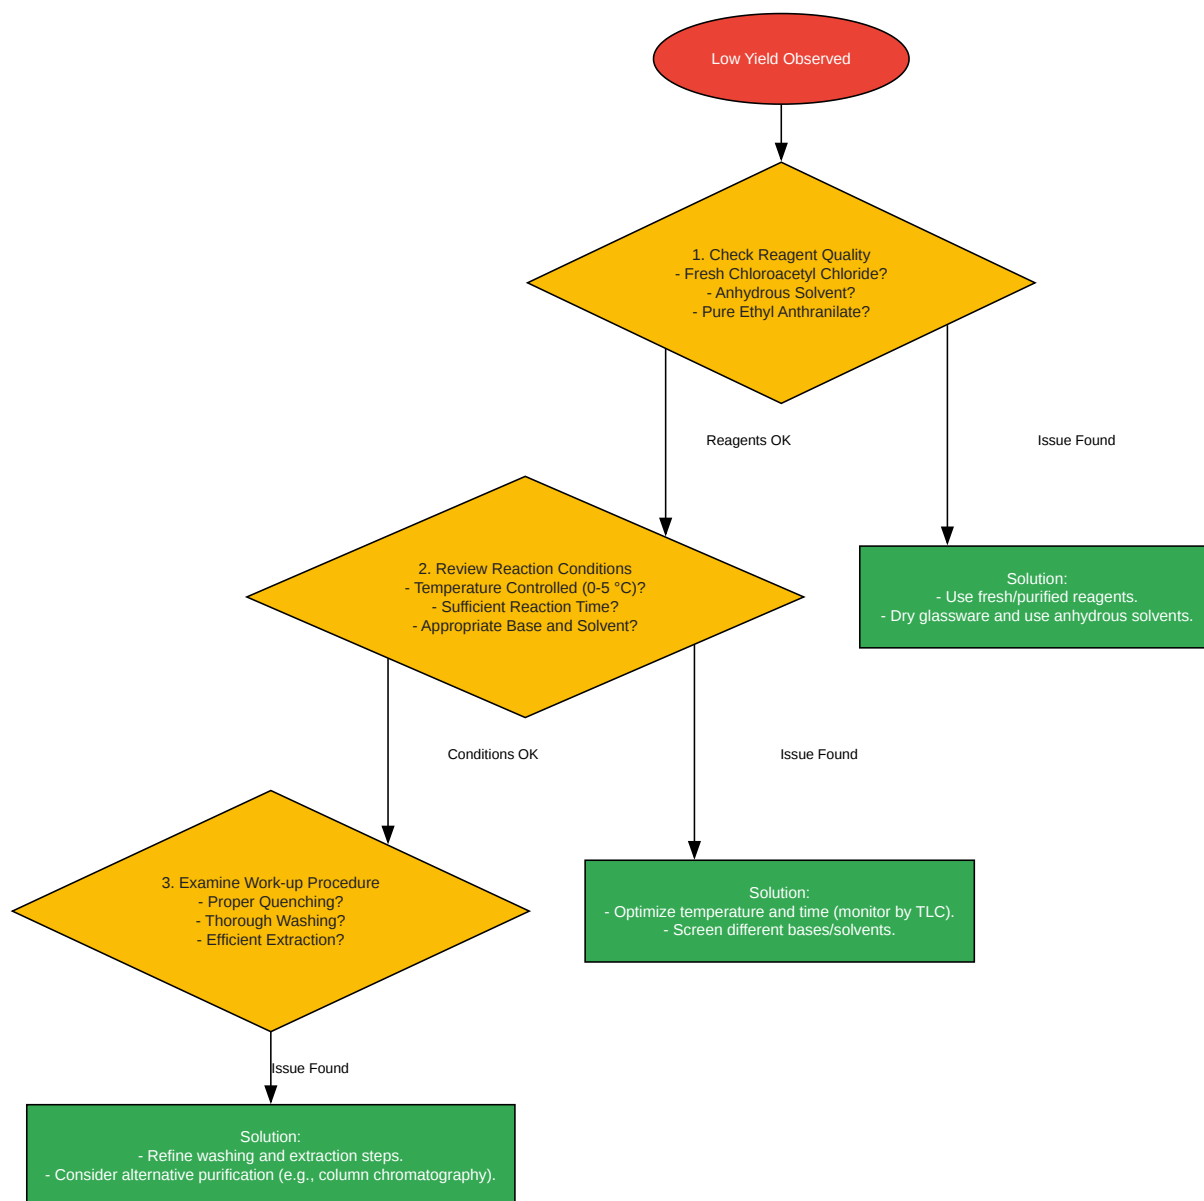 Low Yield Observed
1. Check Reagent Quality
- Fresh Chloroacetyl Chloride?
- Anhydrous Solvent?
- Pure Ethyl Anthranilate?
Reagents OK
Issue Found
2. Review Reaction Conditions
- Temperature Controlled (0-5 °C)?
- Sufficient Reaction Time?
- Appropriate Base and Solvent?
Solution:
- Use fresh/purified reagents.
- Dry glassware and use anhydrous solvents.
Conditions OK
Issue Found
3. Examine Work-up Procedure
- Proper Quenching?
- Thorough Washing?
- Efficient Extraction?
Solution:
- Optimize temperature and time (monitor by TLC).
- Screen different bases/solvents.
Issue Found
Solution:
- Refine washing and extraction steps.
- Consider alternative purification (e.g., column chromatography).